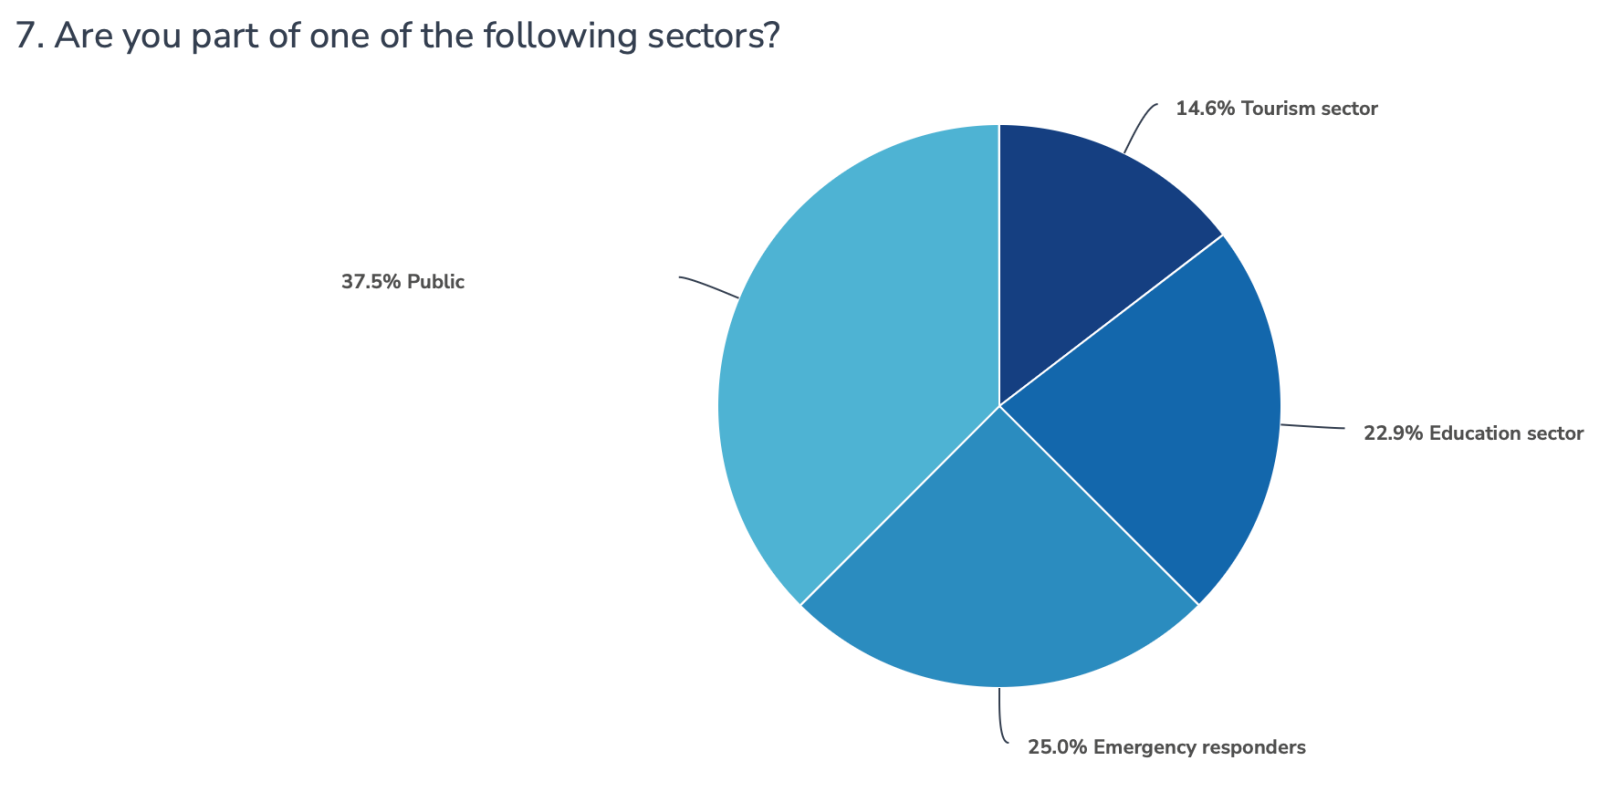 7. Are you part of one of the following sectors?
14.6% Tourism sector
37.5% Public
22.9% Education sector
25.0% Emergency responders